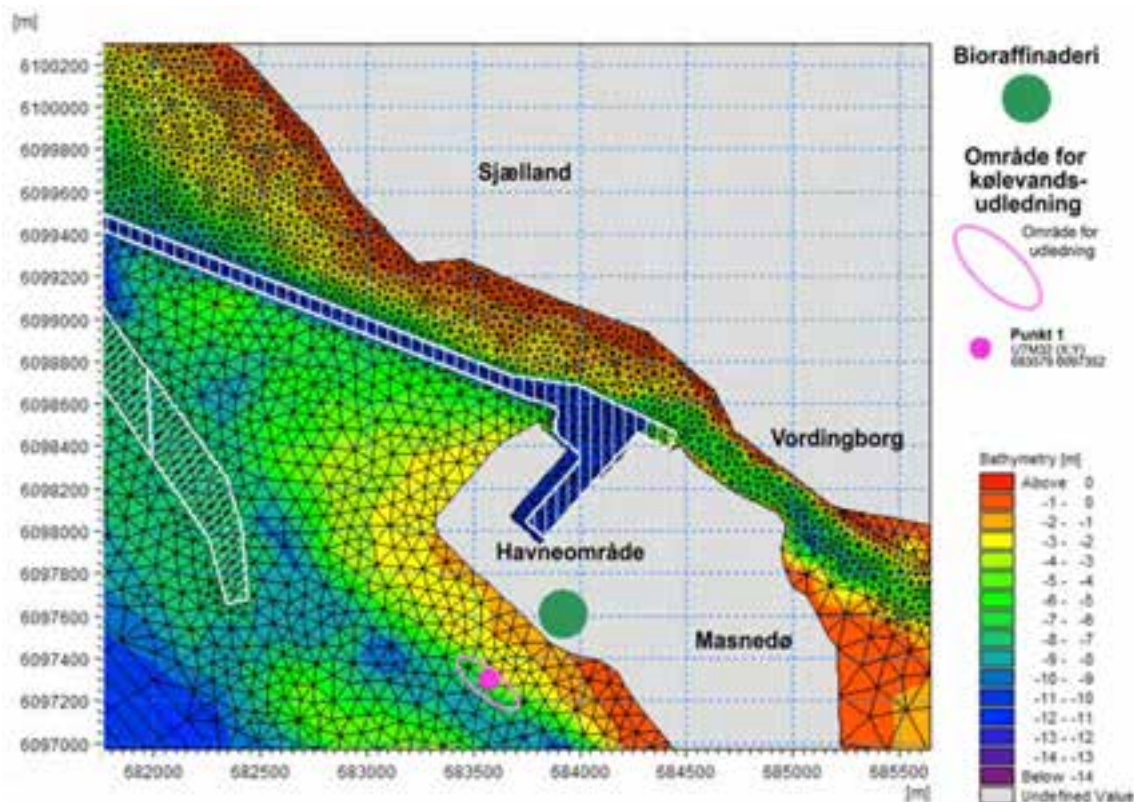 [m]
6100200
6100000
6099800
6099600
6099400
6099200
6099000
6098800
6098600
6098400
6098200
6098000
6097800
6097600
6097400
6097200
6097000
682000
682500
683000
683500
684000
684500
685000
685500
[m]
Sjælland
Vordingborg
Havneområde
Masnedø
Bioraffinaderi
Område for
kølevands-
udledning
Område for
udledning
Punkt 1
UTM32 (X;Y)
Bathymetry [m]
Above 0
-1 - 0
-2 - -1
-3 - -2
-4 - -3
-5 - -4
-6 - -5
-7 - -6
-8 - -7
-9 - -8
-10 - -9
-11 - -10
-12 - -11
-13 - -12
-14 - -13
Below -14
Undefined Value